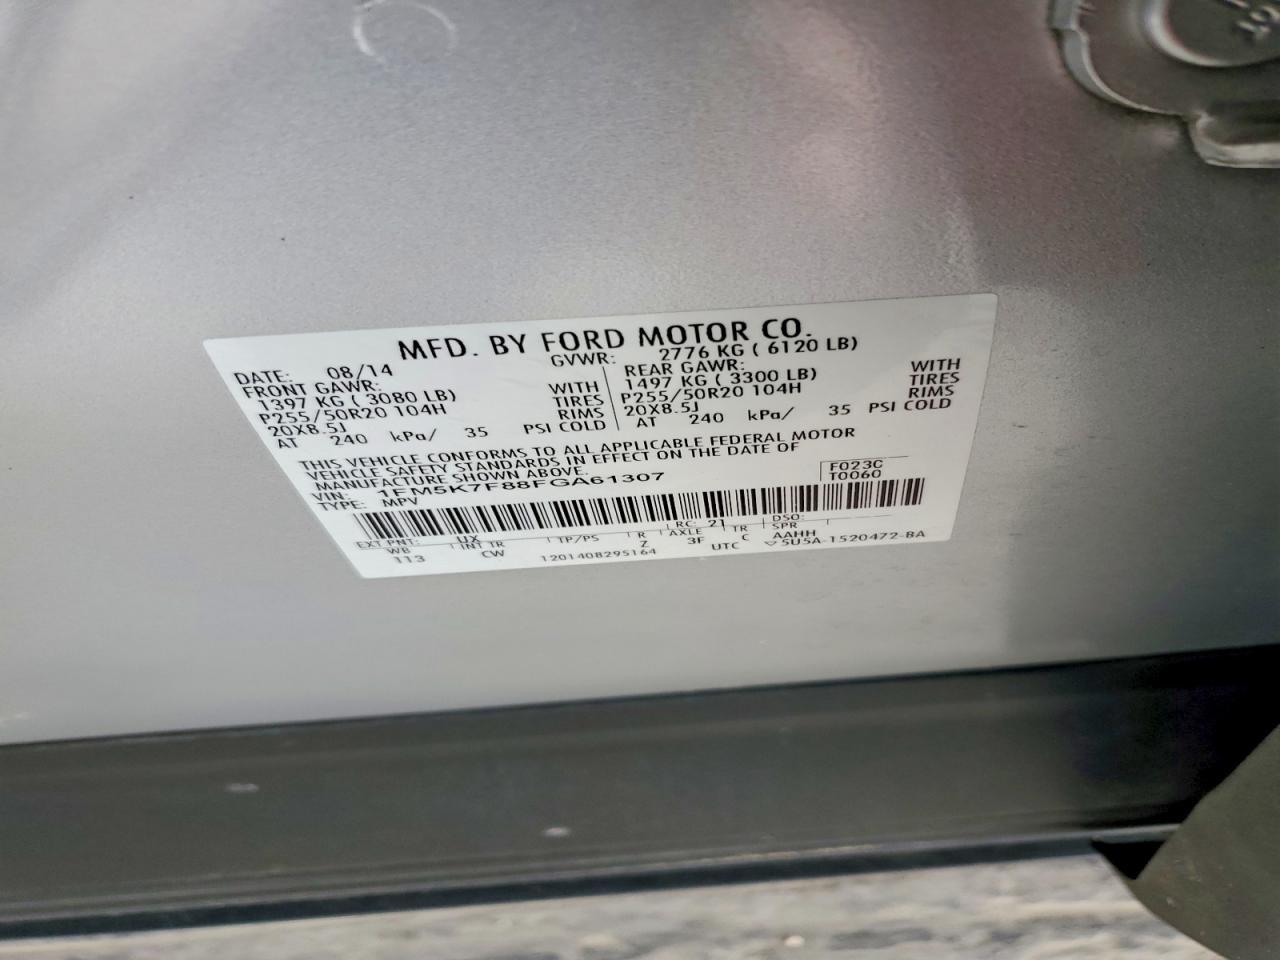 MFD. BY FORD MOTOR CO.
DATE: 08/14 GVWR: 2776 KG ( 6120 LB)
FRONT GAWR: REAR GAWR:
1397 KG ( 3080 LB) WITH 1497 KG ( 3300 LB) WITH
P255/50R20 104H TIRES P255/50R20 104H TIRES
20X8.5J RIMS 20X8.5J RIMS
AT 240 kPa/ 35 PSI COLD AT 240 kPa/ 35 PSI COLD
THIS VEHICLE CONFORMS TO ALL APPLICABLE FEDERAL MOTOR
VEHICLE SAFETY STANDARDS IN EFFECT ON THE DATE OF
MANUFACTURE SHOWN ABOVE.
VIN: 1FM5K7F88FGA61307 F023C
TYPE: MPV T0060
EXT PNT: UX RC: 21 DSO:
WB INT TR TP/PS R AXLE TR SPR
113 CW Z 3F C AAHH
1201408295164 UTC 5U5A-1520472-BA